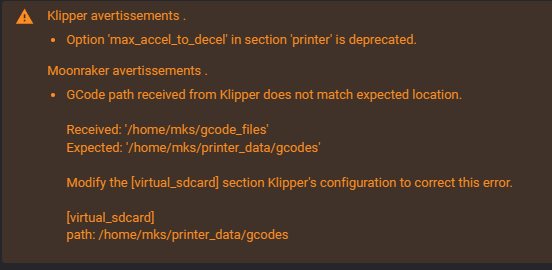 Klipper avertissements .
Option 'max_accel_to_decel' in section 'printer' is deprecated.
Moonraker avertissements .
GCode path received from Klipper does not match expected location.
Received: '/home/mks/gcode_files'
Expected: '/home/mks/printer_data/gcodes'
Modify the [virtual_sdcard] section Klipper's configuration to correct this error.
[virtual_sdcard]
path: /home/mks/printer_data/gcodes